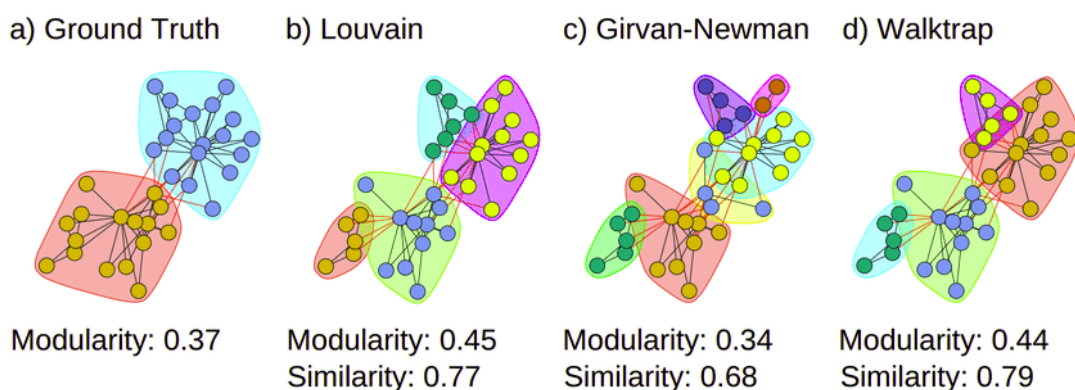 a) Ground Truth
b) Louvain
c) Girvan-Newman
d) Walktrap
Modularity: 0.37
Modularity: 0.45
Similarity: 0.77
Modularity: 0.34
Similarity: 0.68
Modularity: 0.44
Similarity: 0.79